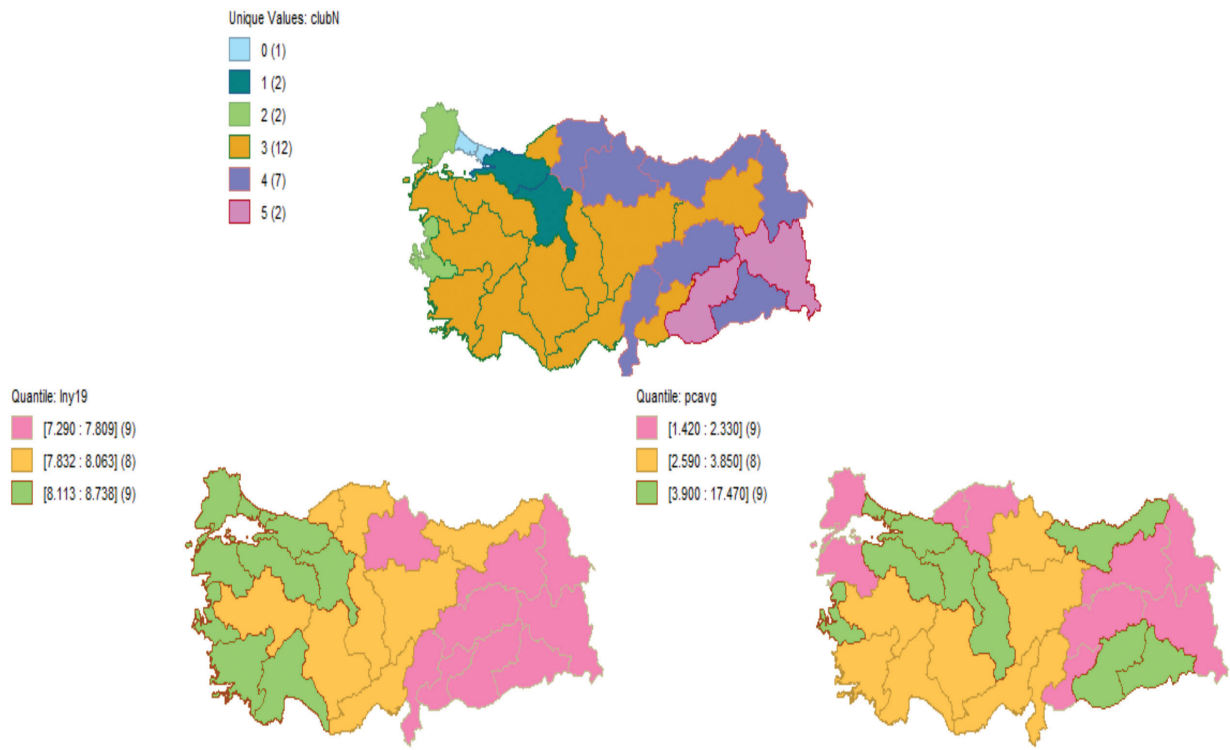 Unique Values: clubN
0 (1)
1 (2)
2 (2)
3 (12)
4 (7)
5 (2)
Quantile: lny19
[7.290 : 7.809] (9)
[7.832 : 8.063] (8)
[8.113 : 8.738] (9)
Quantile: pcavg
[1.420 : 2.330] (9)
[2.590 : 3.850] (8)
[3.900 : 17.470] (9)